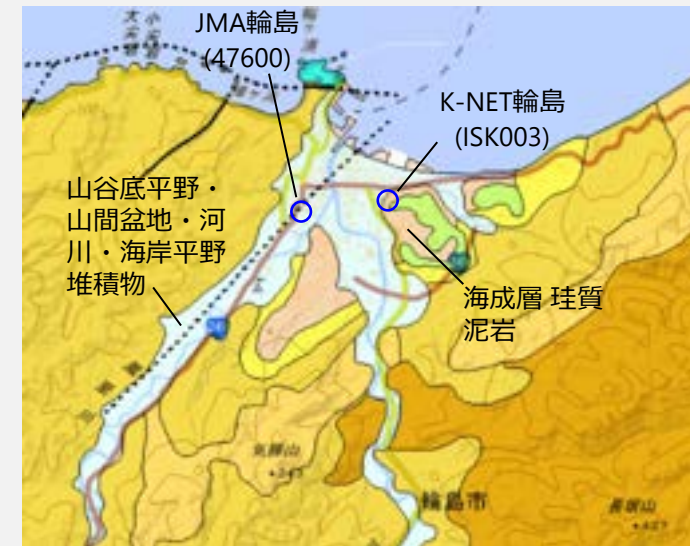 JMA輪島
(47600)
K-NET輪島
(ISK003)
山谷底平野・
山間盆地・河
川・海岸平野
堆積物
海成層 珪質
泥岩
輪島市